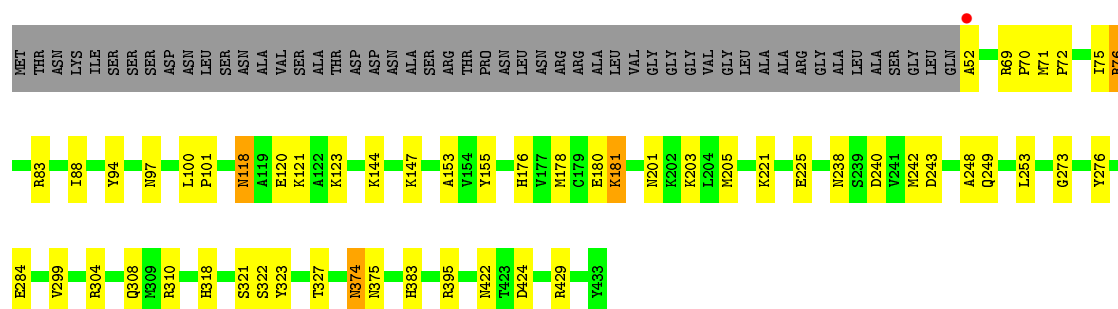 MET THR ASN LYS ILE SER SER SER ASP ASN LEU SER ASN ALA VAL SER ALA THR ASP ASP ASN ALA SER ARG THR PRO ASN LEU ASN ARG ARG ALA LEU VAL GLY GLY GLY VAL GLY LEU ALA ALA ARG GLY ALA LEU ALA SER GLY LEU GLN A52 R69 P70 M71 P72 I75
R83 I88 Y94 N97 L100 P101 N118 A119 E120 K121 A122 K123 K144 K147 A153 V154 Y155 H176 V177 M178 C179 E180 K181 N201 K202 K203 L204 M205 K221 E225 N238 S239 D240 V241 M242 D243 A248 Q249 L253 G273 Y276
E284 V299 R304 Q308 M309 R310 H318 S321 S322 Y323 T327 N374 N375 H383 R395 N422 T423 D424 R429 Y433